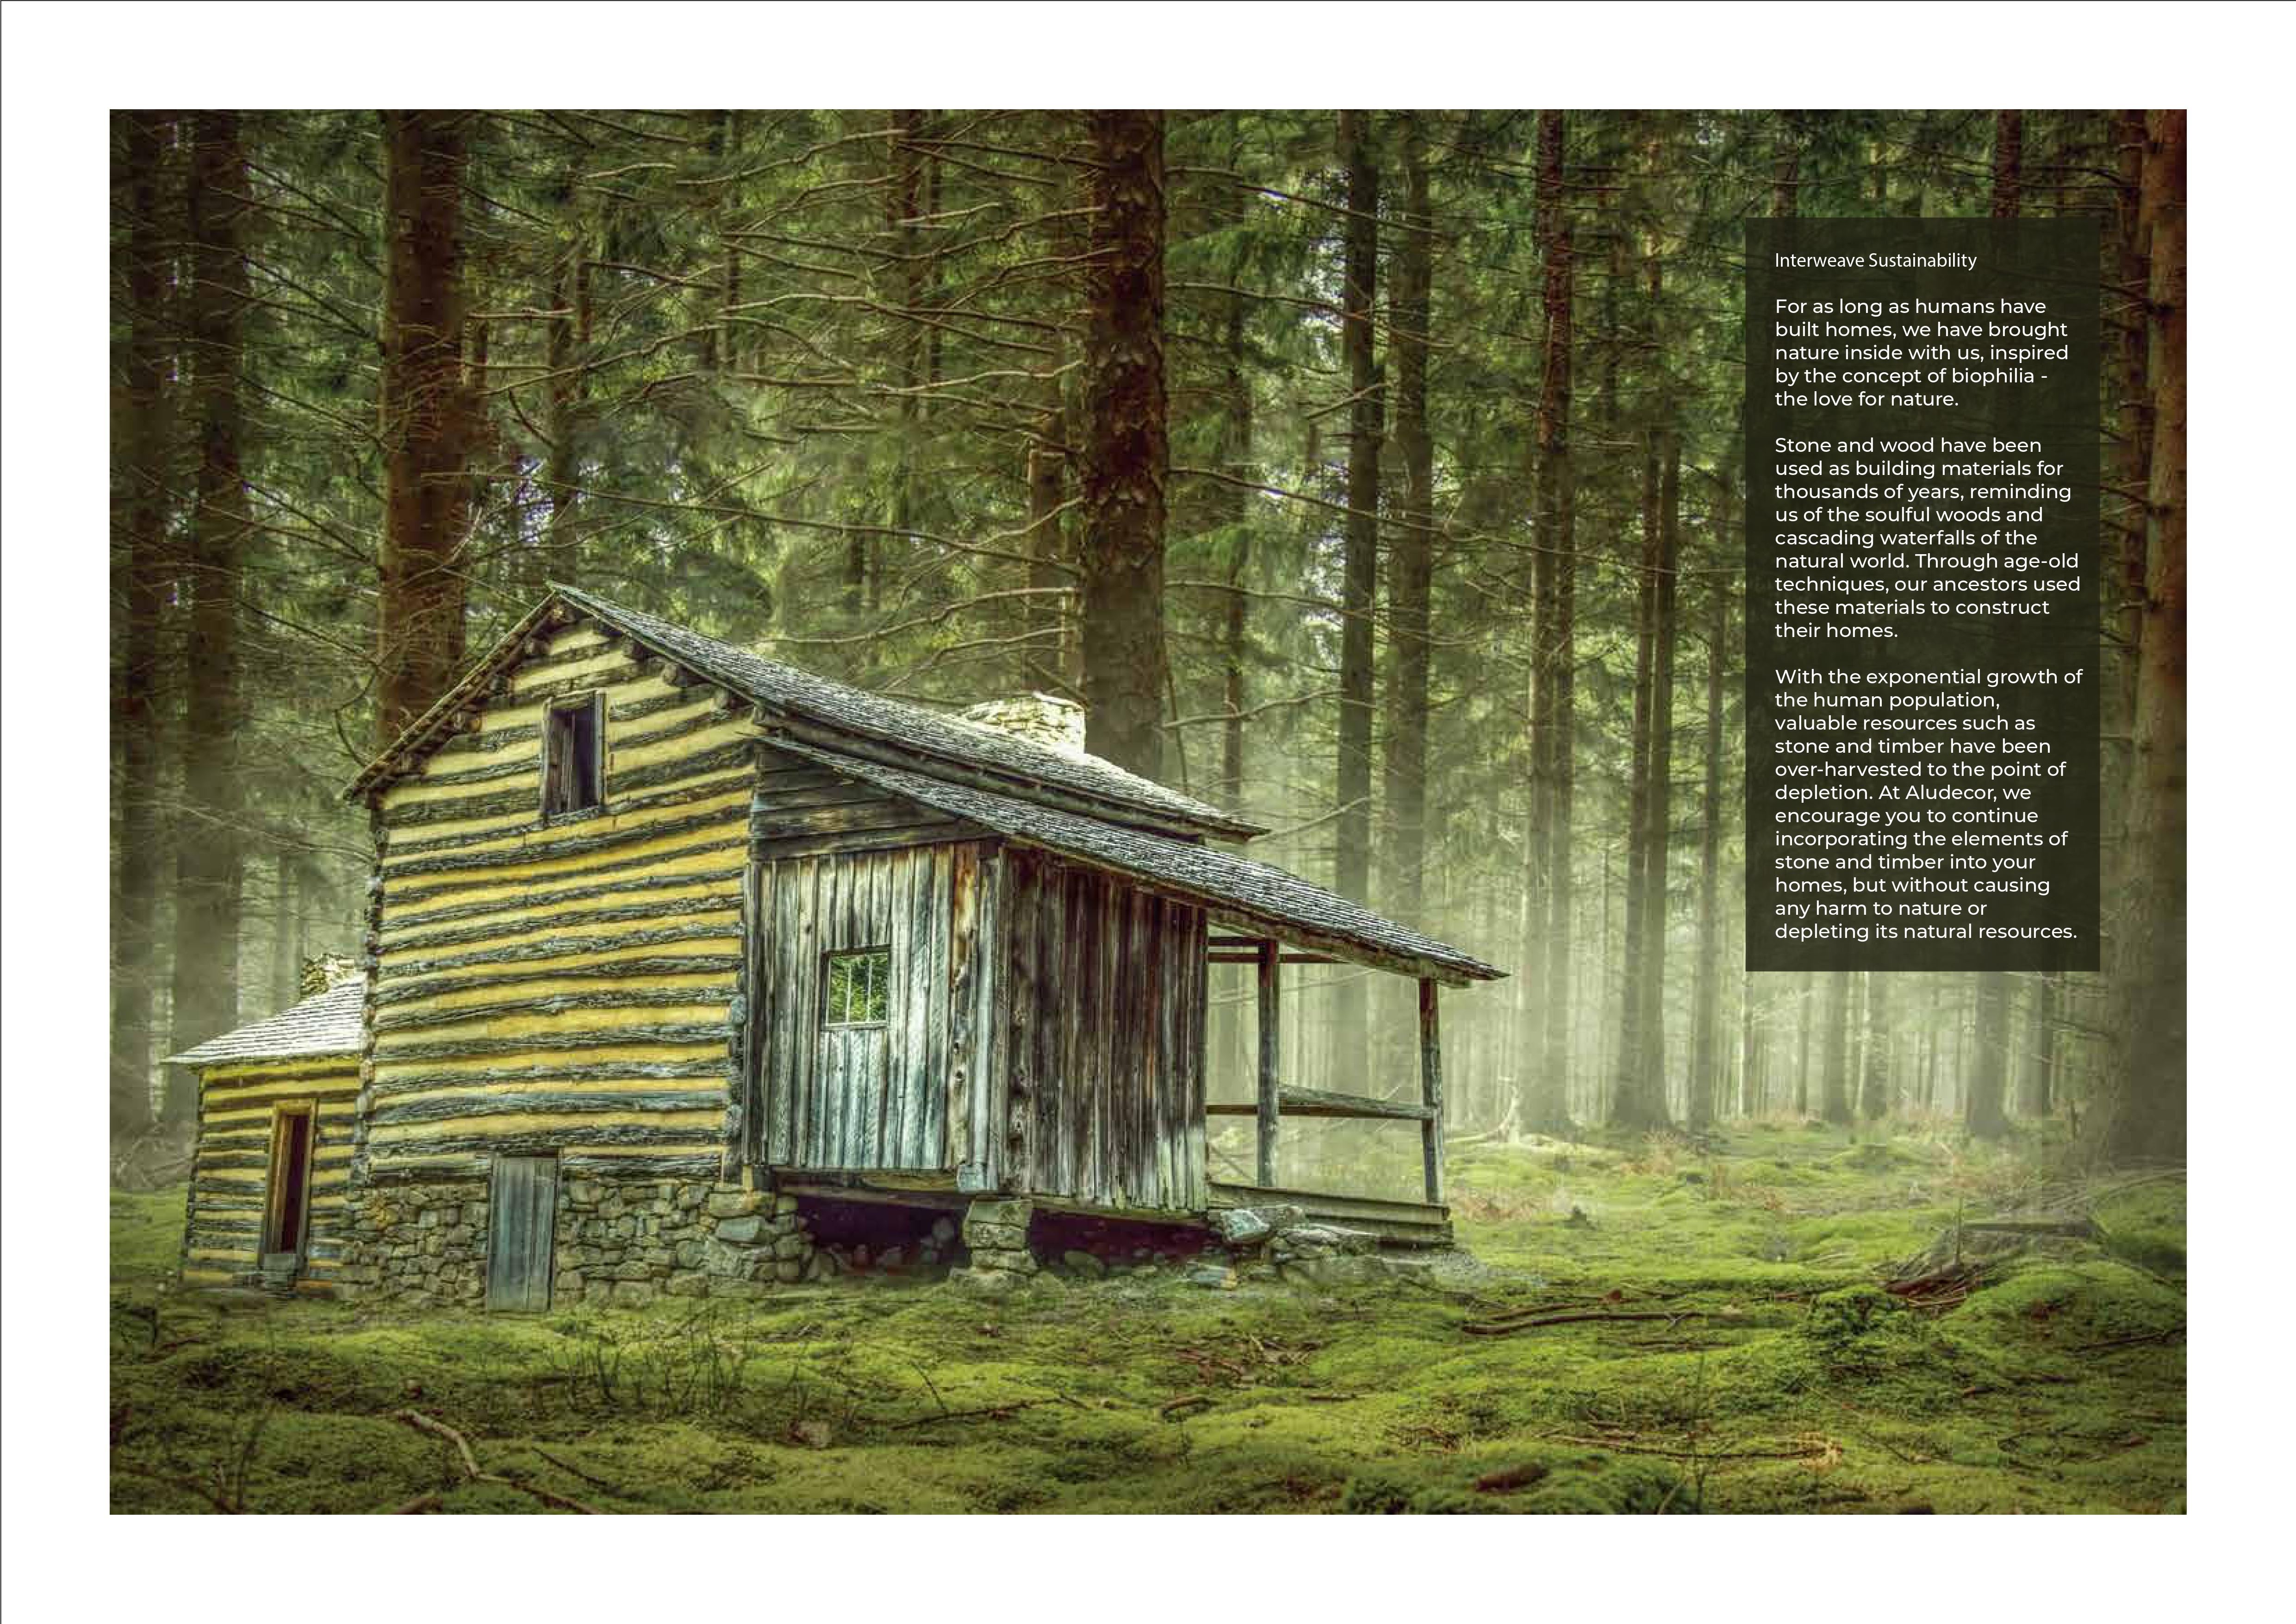 Interweave Sustainability
For as long as humans have
built homes, we have brought
nature inside with us, inspired
by the concept of biophilia -
the love for nature.
Stone and wood have been
used as building materials for
thousands of years, reminding
us of the soulful woods and
cascading waterfalls of the
natural world. Through age-old
techniques, our ancestors used
these materials to construct
their homes.
With the exponential growth of
the human population,
valuable resources such as
stone and timber have been
over-harvested to the point of
depletion. At Aludecor, we
encourage you to continue
incorporating the elements of
stone and timber into your
homes, but without causing
any harm to nature or
depleting its natural resources.